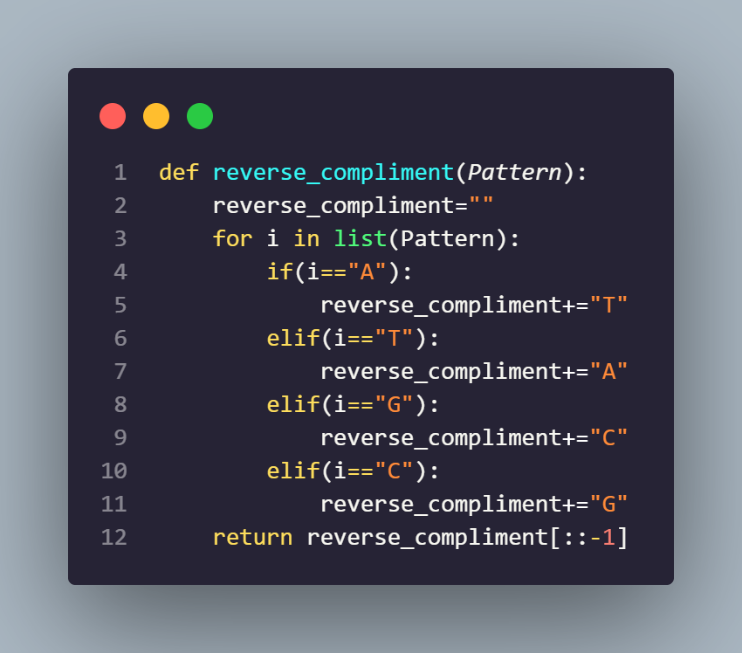 1 def reverse_compliment(Pattern):
2     reverse_compliment=""
3     for i in list(Pattern):
4         if(i=="A"):
5             reverse_compliment+="T"
6         elif(i=="T"):
7             reverse_compliment+="A"
8         elif(i=="G"):
9             reverse_compliment+="C"
10         elif(i=="C"):
11             reverse_compliment+="G"
12     return reverse_compliment[::-1]